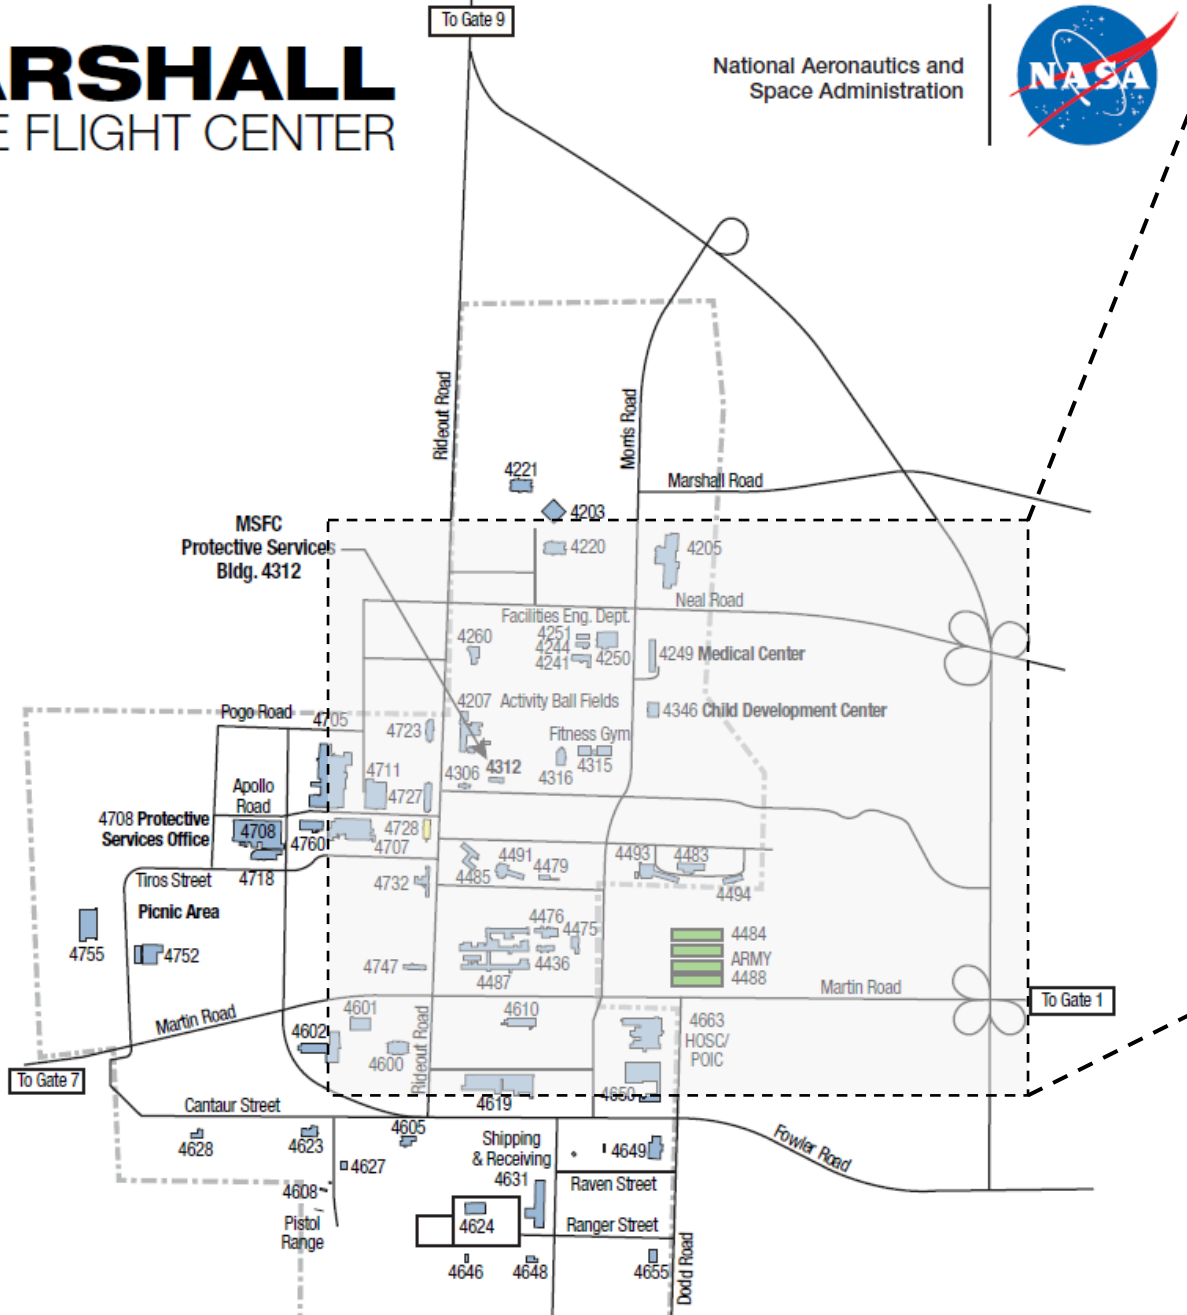 To Gate 9
ARSHALL
E FLIGHT CENTER
National Aeronautics and
Space Administration
NASA
Rideout Road
Morris Road
4221
Marshall Road
4203
MSFC
Protective Services
Bldg. 4312
4220
4205
Neal Road
Facilities Eng. Dept.
4260
4251
4244
4241
4250
4249 Medical Center
4207
Activity Ball Fields
4346 Child Development Center
Pogo Road
4705
4723
Fitness Gym
4711
4306
4312
4316
4315
Apollo
Road
4727
4708 Protective
Services Office
4708
4760
4728
4707
4718
Tiros Street
4732
4485
4491
4479
4493
4483
4494
Picnic Area
4755
4752
4476
4475
4436
4487
4747
4484
ARMY
4488
Martin Road
Martin Road
To Gate 1
4601
4602
4600
Rideout Road
4610
4663
HOSC/
POIC
4650
To Gate 7
4619
Cantaur Street
4628
4623
4605
4627
4608
Pistol
Range
Shipping
& Receiving
4631
4649
Fowler Road
Raven Street
4624
Ranger Street
4646
4648
4655
Dodd Road